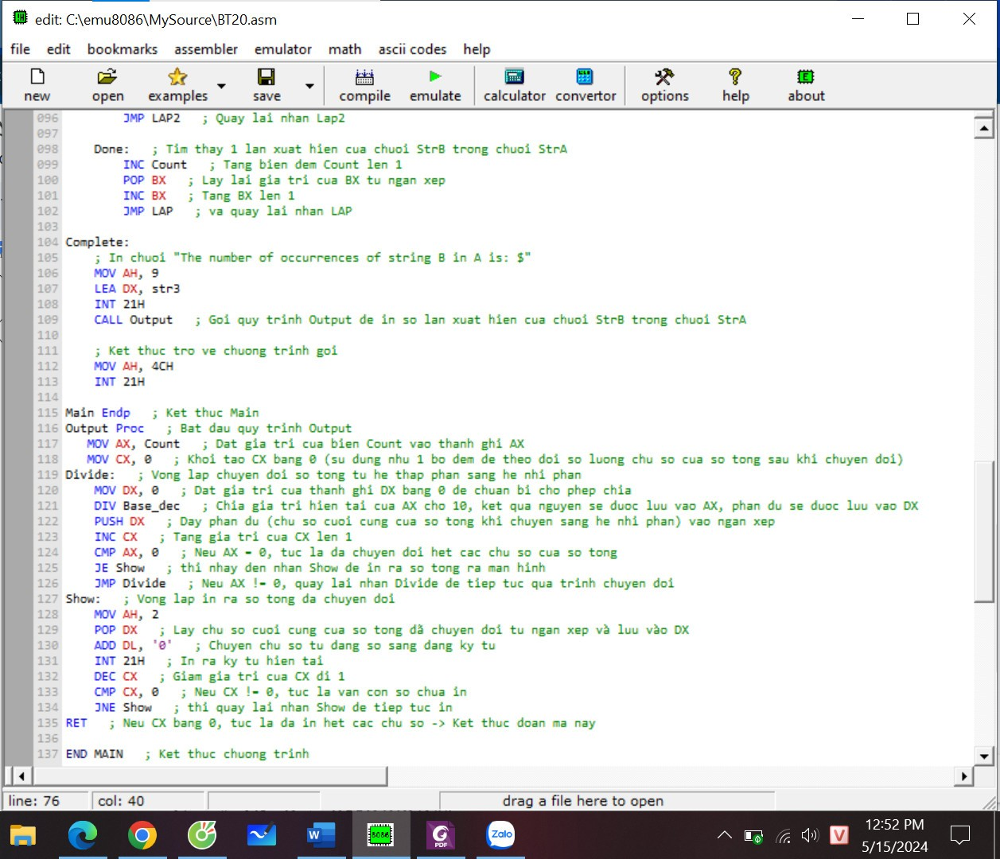 edit: C:\emu8086\MySource\BT20.asm
file edit bookmarks assembler emulator math ascii codes help
new open examples save compile emulate calculator convertor options help about
096 JMP LAP2 ; Quay lai nhan Lap2
097
098 Done: ; Tim thay 1 lan xuat hien cua chuoi StrB trong chuoi StrA
099 INC Count ; Tang bien dem Count len 1
100 POP BX ; Lay lai gia tri cua BX tu ngan xep
101 INC BX ; Tang BX len 1
102 JMP LAP ; va quay lai nhan LAP
103
104 Complete:
105 ; In chuoi "The number of occurrences of string B in A is: $"
106 MOV AH, 9
107 LEA DX, str3
108 INT 21H
109 CALL Output ; Goi quy trinh Output de in so lan xuat hien cua chuoi StrB trong chuoi StrA
110
111 ; Ket thuc tro ve chuong trinh goi
112 MOV AH, 4CH
113 INT 21H
114
115 Main Endp ; Ket thuc Main
116 Output Proc ; Bat dau quy trinh Output
117 MOV AX, Count ; Dat gia tri cua bien Count vao thanh ghi AX
118 MOV CX, 0 ; Khoi tao CX bang 0 (su dung nhu 1 bo dem de theo doi so luong chu so cua so tong sau khi chuyen doi)
119 Divide: ; Vong lap chuyen doi so tong tu he thap phan sang he nhi phan
120 MOV DX, 0 ; Dat gia tri cua thanh ghi DX bang 0 de chuan bi cho phep chia
121 DIV Base_dec ; Chia gia tri hien tai cua AX cho 10, ket qua nguyen se duoc luu vao AX, phan du se duoc luu vao DX
122 PUSH DX ; Day phan du (chu so cuoi cung cua so tong khi chuyen sang he nhi phan) vao ngan xep
123 INC CX ; Tang gia tri cua CX len 1
124 CMP AX, 0 ; Neu AX = 0, tuc la da chuyen doi het cac chu so cua so tong
125 JE Show ; thi nhay den nhan Show de in ra so tong ra man hinh
126 JMP Divide ; Neu AX != 0, quay lai nhan Divide de tiep tuc qua trinh chuyen doi
127 Show: ; Vong lap in ra so tong da chuyen doi
128 MOV AH, 2
129 POP DX ; Lay chu so cuoi cung cua so tong dã chuyen doi tu ngan xep và luu vào DX
130 ADD DL, '0' ; Chuyen chu so tu dang so sang dang ky tu
131 INT 21H ; In ra ky tu hien tai
132 DEC CX ; Giam gia tri cua CX di 1
133 CMP CX, 0 ; Neu CX != 0, tuc la van con so chua in
134 JNE Show ; thi quay lai nhan Show de tiep tuc in
135 RET ; Neu CX bang 0, tuc la da in het cac chu so -> Ket thuc doan ma nay
136
137 END MAIN ; Ket thuc chuong trinh
line: 76 col: 40 drag a file here to open
W 8086 PDF Zalo V
12:52 PM
5/15/2024